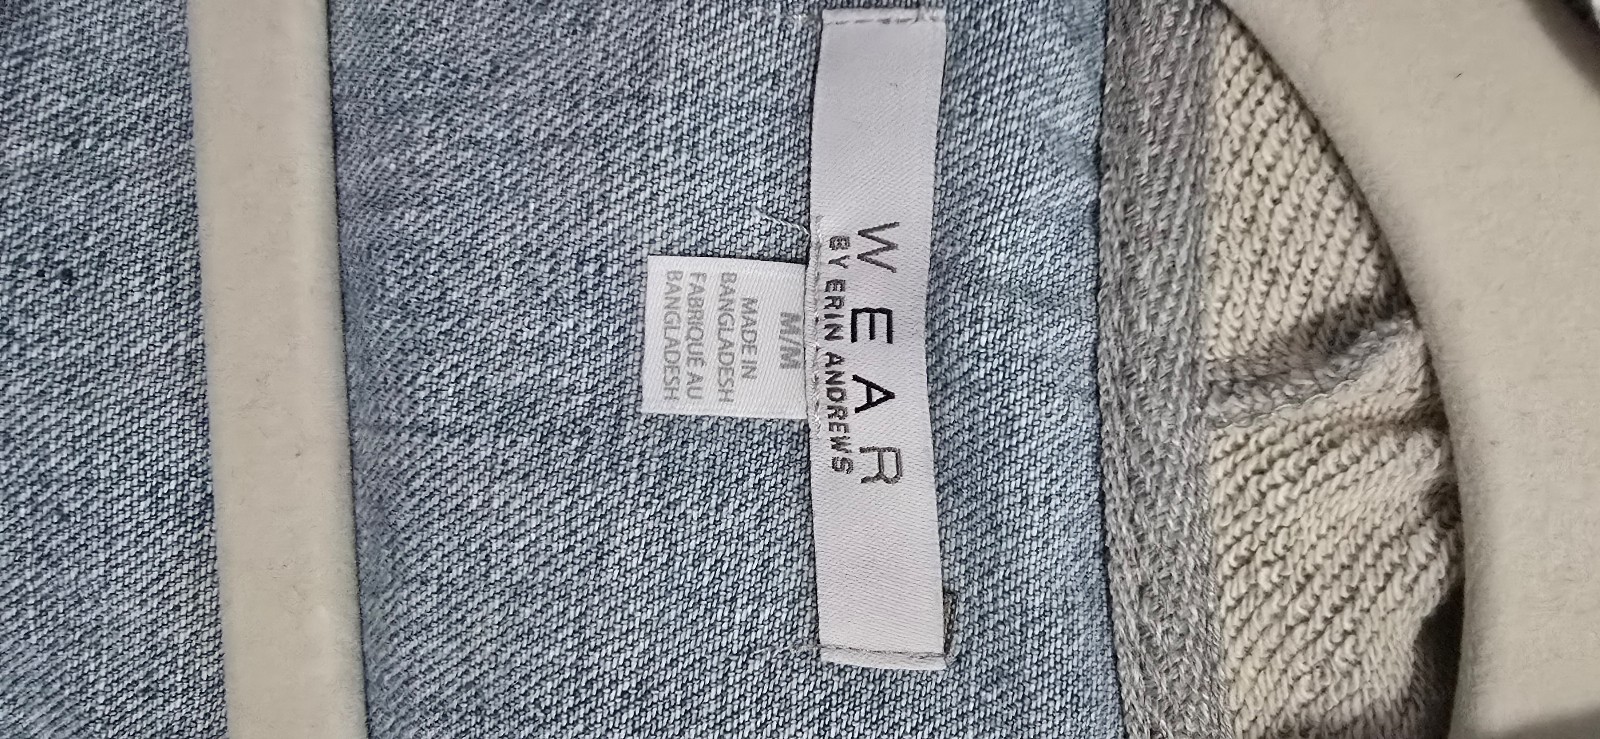 WEAR
BY ERIN ANDREWS
M/M
MADE IN
BANGLADESH
FABRIQUÉ AU
BANGLADESH